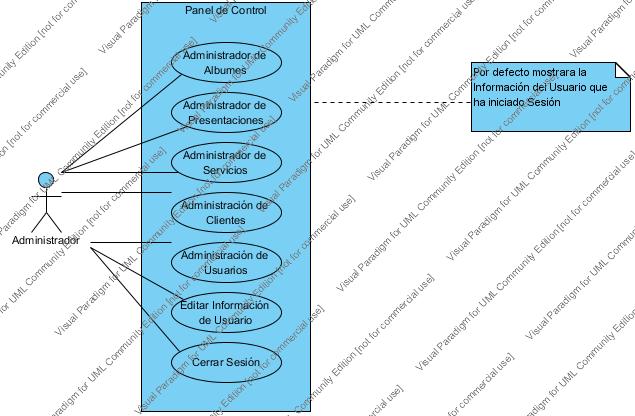 Panel de Control
Administrador de
Albumes
Administrador de
Presentaciones
Administrador de
Servicios
Administración de
Clientes
Administración de
Usuarios
Editar Información
de Usuario
Cerrar Sesión
Administrador
Por defecto mostrara la
Información del Usuario que
ha iniciado Sesión
Visual Paradigm for UML Community Edition [not for commercial use]